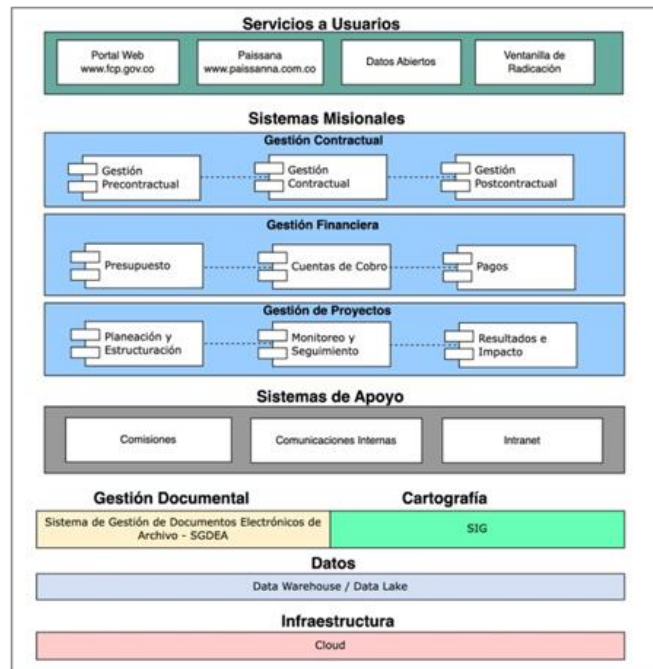 Servicios a Usuarios
Portal Web
www.fcp.gov.co
Paissana
www.paissanna.com.co
Datos Abiertos
Ventanilla de
Radicación
Sistemas Misionales
Gestión Contractual
Gestión
Precontractual
Gestión
Contractual
Gestión
Postcontractual
Gestión Financiera
Presupuesto
Cuentas de Cobro
Pagos
Gestión de Proyectos
Planeación y
Estructuración
Monitoreo y
Seguimiento
Resultados e
Impacto
Sistemas de Apoyo
Comisiones
Comunicaciones Internas
Intranet
Gestión Documental
Cartografía
Sistema de Gestión de Documentos Electrónicos de
Archivo - SGDEA
SIG
Datos
Data Warehouse / Data Lake
Infraestructura
Cloud